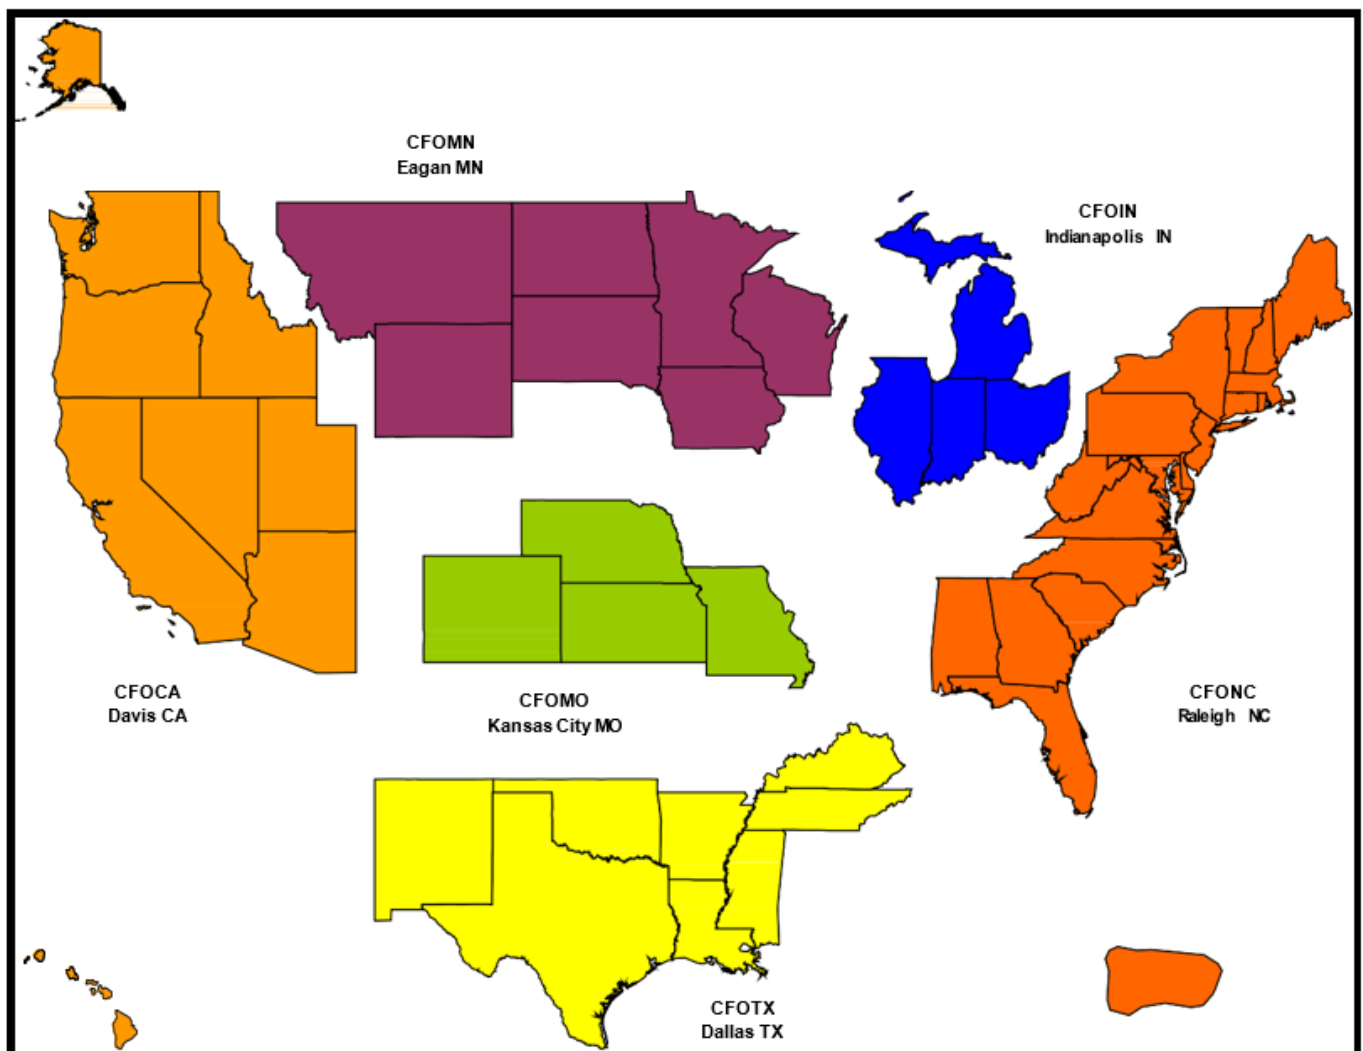 CFOMN
Eagan MN
CFOIN
Indianapolis IN
CFOCA
Davis CA
CFOMO
Kansas City MO
CFONC
Raleigh NC
CFOTX
Dallas TX